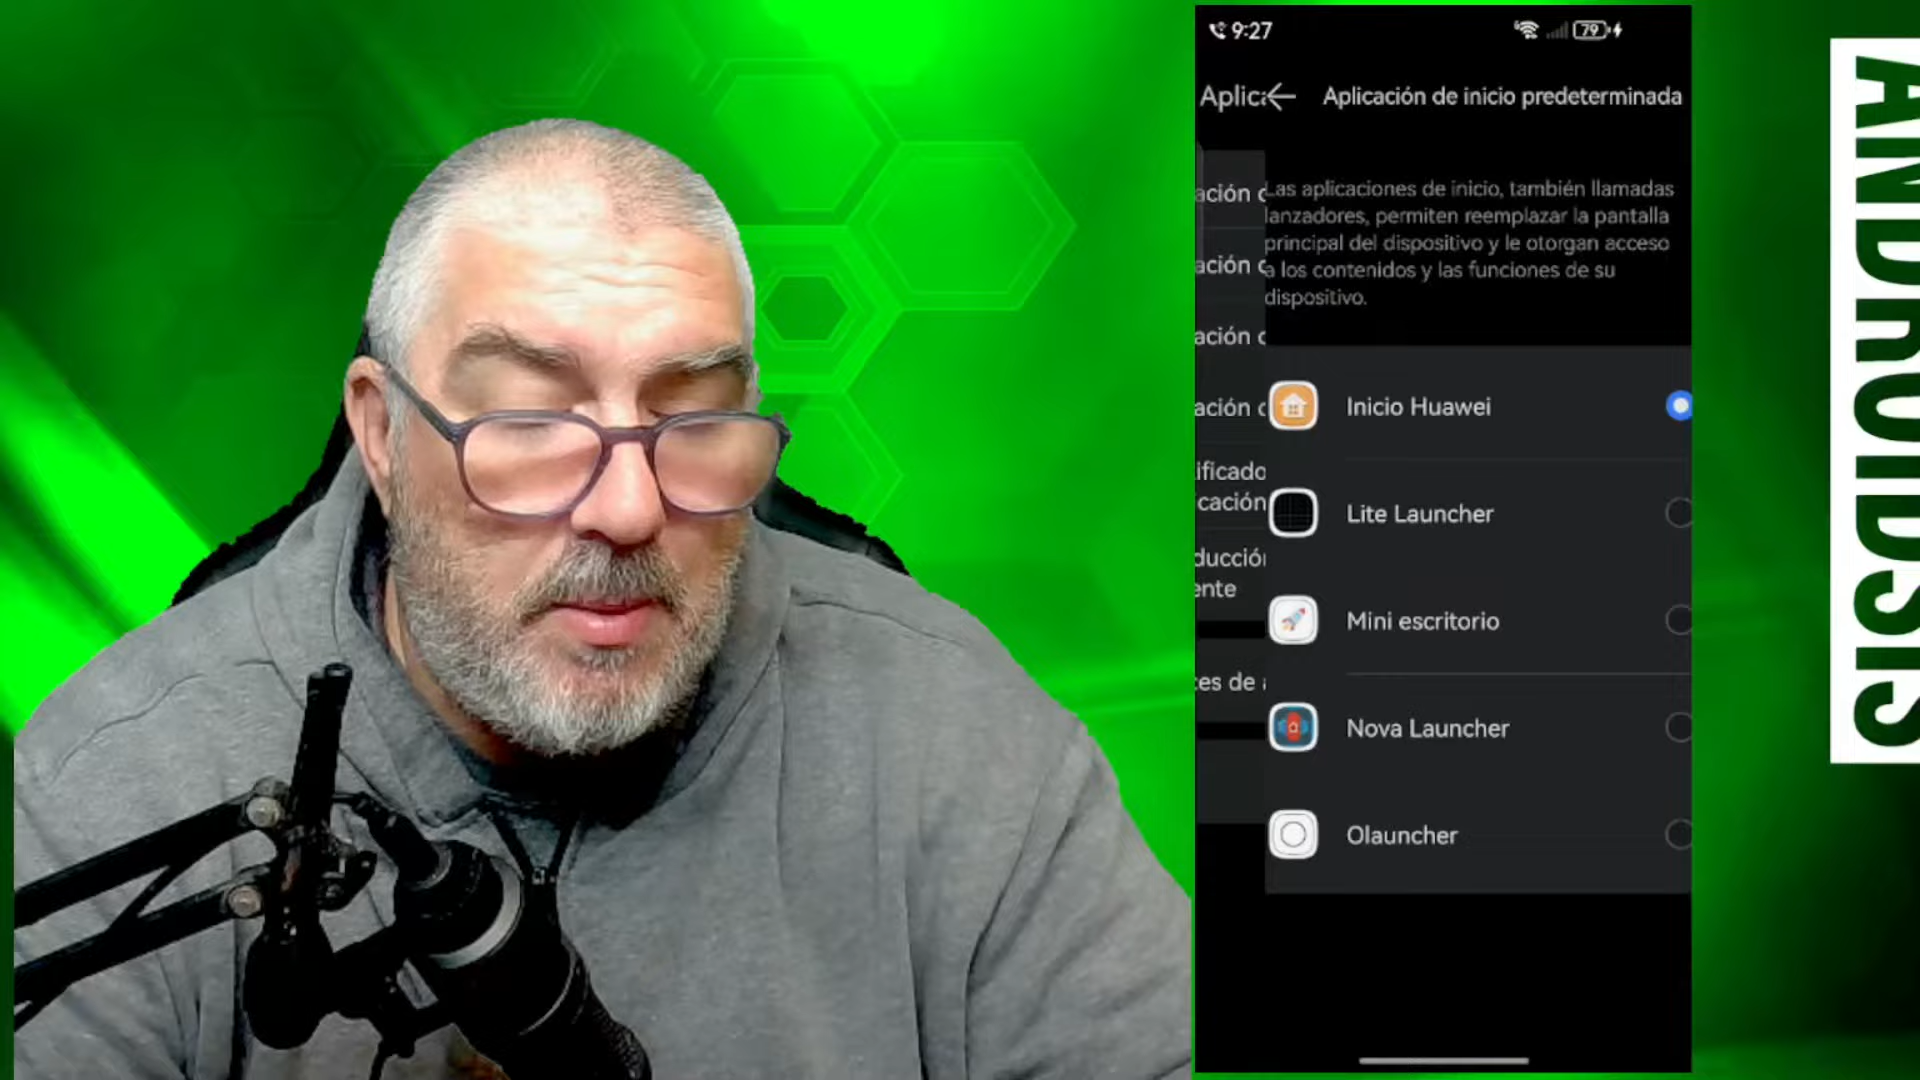 9:27
79
Aplica
Aplicación de inicio predeterminada
ación c
Las aplicaciones de inicio, también llamadas
lanzadores, permiten reemplazar la pantalla
ación c
principal del dispositivo y le otorgan acceso
a los contenidos y las funciones de su
dispositivo.
ación c
ación c
Inicio Huawei
ificado
cación
Lite Launcher
ducción
ente
Mini escritorio
es de a
Nova Launcher
Olauncher
ANDROIDSIS